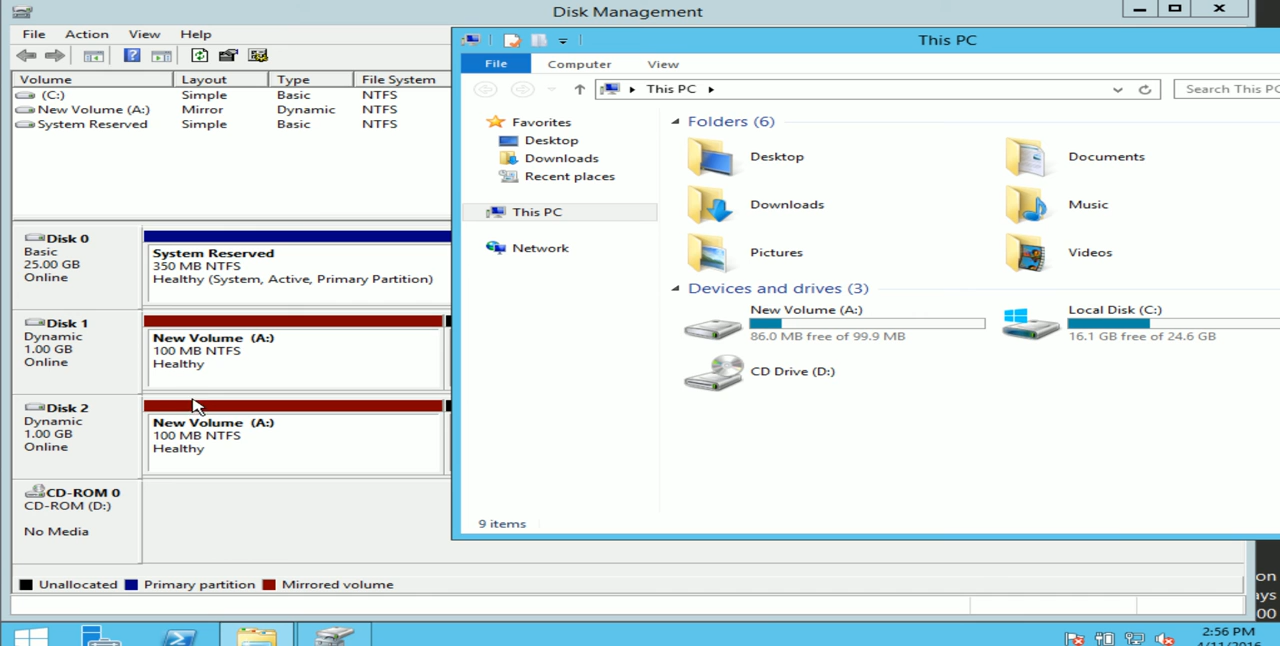 Disk Management
File Action View Help
Volume Layout Type File System
(C:) Simple Basic NTFS
New Volume (A:) Mirror Dynamic NTFS
System Reserved Simple Basic NTFS
Disk 0
Basic
25.00 GB
Online
System Reserved
350 MB NTFS
Healthy (System, Active, Primary Partition)
Disk 1
Dynamic
1.00 GB
Online
New Volume (A:)
100 MB NTFS
Healthy
Disk 2
Dynamic
1.00 GB
Online
New Volume (A:)
100 MB NTFS
Healthy
CD-ROM 0
CD-ROM (D:)
No Media
Unallocated Primary partition Mirrored volume
This PC
File Computer View
This PC
Search This PC
Favorites
Desktop
Downloads
Recent places
This PC
Network
Folders (6)
Desktop
Documents
Downloads
Music
Pictures
Videos
Devices and drives (3)
New Volume (A:)
86.0 MB free of 99.9 MB
Local Disk (C:)
16.1 GB free of 24.6 GB
CD Drive (D:)
9 items
on
ays
00
2:56 PM
4/11/2016